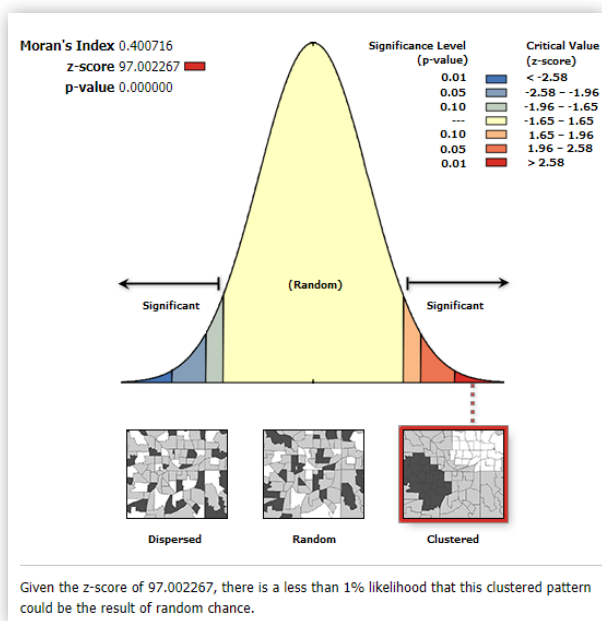 Moran's Index 0.400716
z-score 97.002267
p-value 0.000000
Significance Level
(p-value)
Critical Value
(z-score)
0.01 < -2.58
0.05 -2.58 – -1.96
0.10 -1.96 – -1.65
--- -1.65 – 1.65
0.10 1.65 – 1.96
0.05 1.96 – 2.58
0.01 > 2.58
(Random)
Significant
Significant
Dispersed
Random
Clustered
Given the z-score of 97.002267, there is a less than 1% likelihood that this clustered pattern
could be the result of random chance.